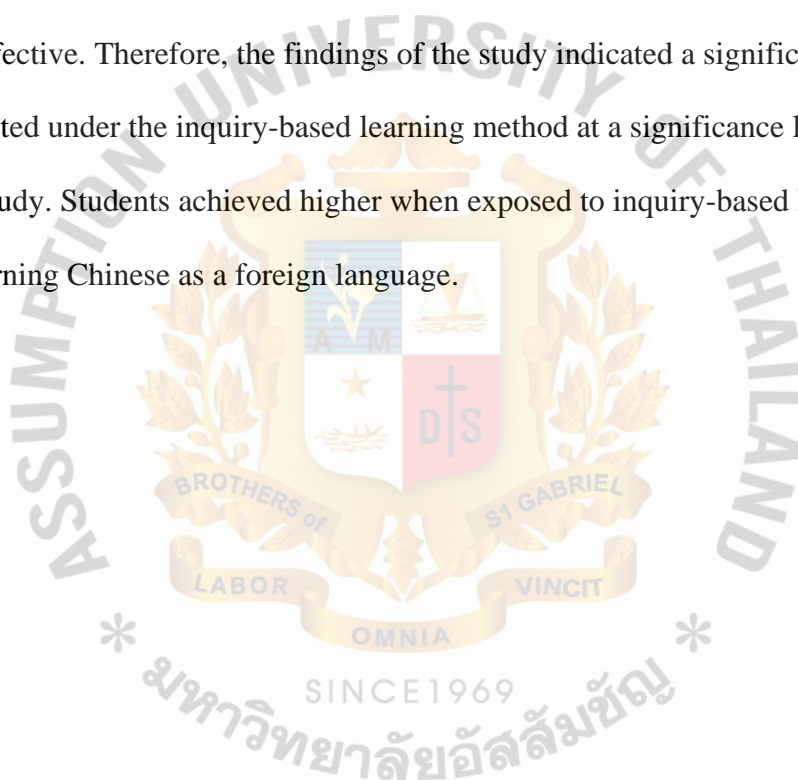 fective. Therefore, the findings of the study indicated a signific
ted under the inquiry-based learning method at a significance l
udy. Students achieved higher when exposed to inquiry-based
rning Chinese as a foreign language.
ASSUMPTION UNIVERSITY OF THAILAND
A M
D S
BROTHERS of ST GABRIEL
LABOR VINCIT
OMNIA
SINCE 1969
* มหาวิทยาลัยอัสสัมชัญ *